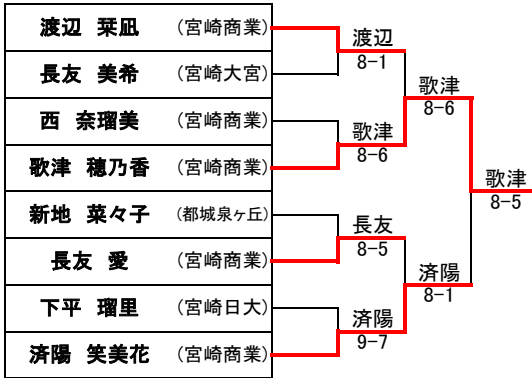 渡辺 栞凪 (宮崎商業)
長友 美希 (宮崎大宮)
西 奈瑠美 (宮崎商業)
歌津 穂乃香 (宮崎商業)
新地 菜々子 (都城泉ヶ丘)
長友 愛 (宮崎商業)
下平 瑠里 (宮崎日大)
済陽 笑美花 (宮崎商業)
渡辺
8-1
歌津
8-6
長友
8-5
済陽
9-7
歌津
8-6
済陽
8-1
歌津
8-5